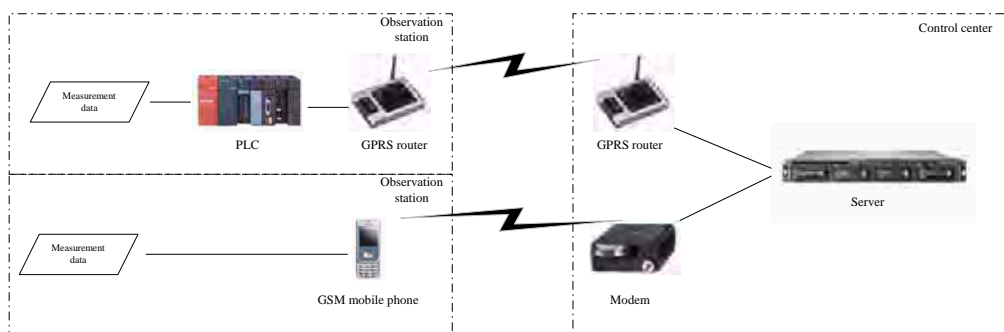 Observation
station
Control center
Measurement
data
PLC
GPRS router
GPRS router
Server
Observation
station
Measurement
data
GSM mobile phone
Modem